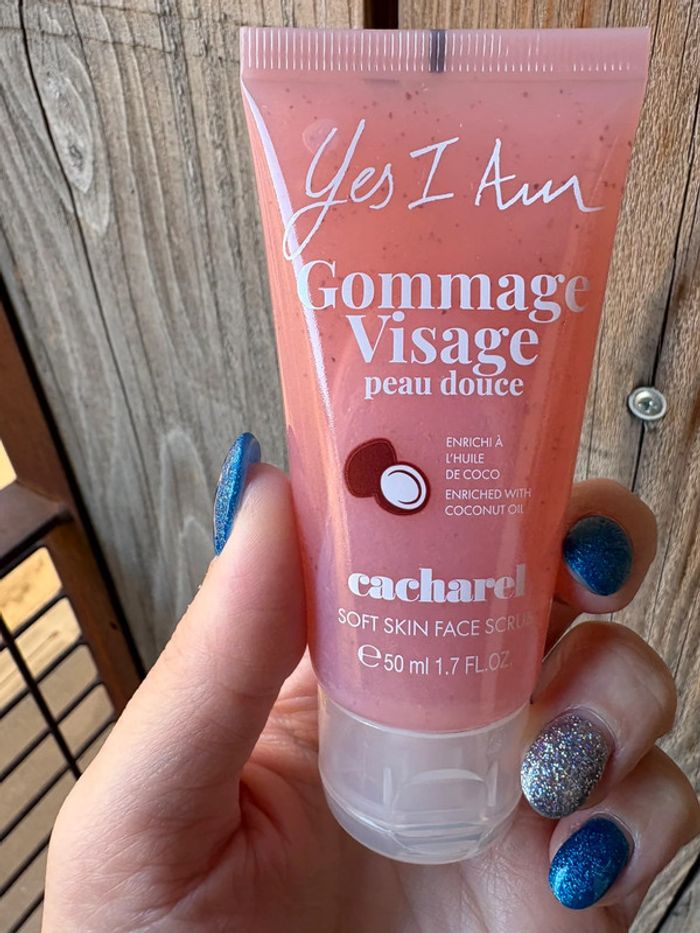 Yes I Am
Gommage
Visage
peau douce
ENRICHI À
L'HUILE
DE COCO
ENRICHED WITH
COCONUT OIL
cacharel
SOFT SKIN FACE SCRUB
℮ 50 ml 1.7 FL.OZ.